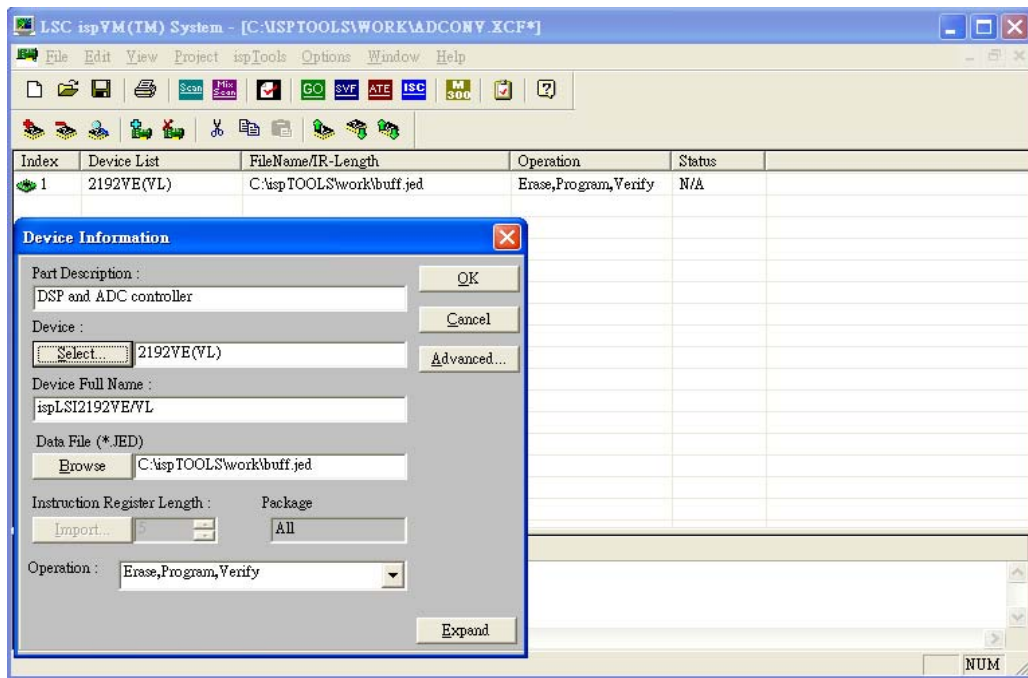 LSC ispVM(TM) System - [C:\ISPTOOLS\WORK\ADCONV.XCF*]
File Edit View Project ispTools Options Window Help
Scan Mix Scan GO SVF ATE ISC M 300
Index Device List FileName/IR-Length Operation Status
1 2192VE(VL) C:\ispTOOLS\work\buff.jed Erase,Program,Verify N/A
Device Information
Part Description :
DSP and ADC controller
OK
Device :
Cancel
Select... 2192VE(VL)
Advanced...
Device Full Name :
ispLSI2192VE/VL
Data File (*.JED)
Browse C:\ispTOOLS\work\buff.jed
Instruction Register Length : Package
Import... 5 All
Operation : Erase,Program,Verify
Expand
NUM